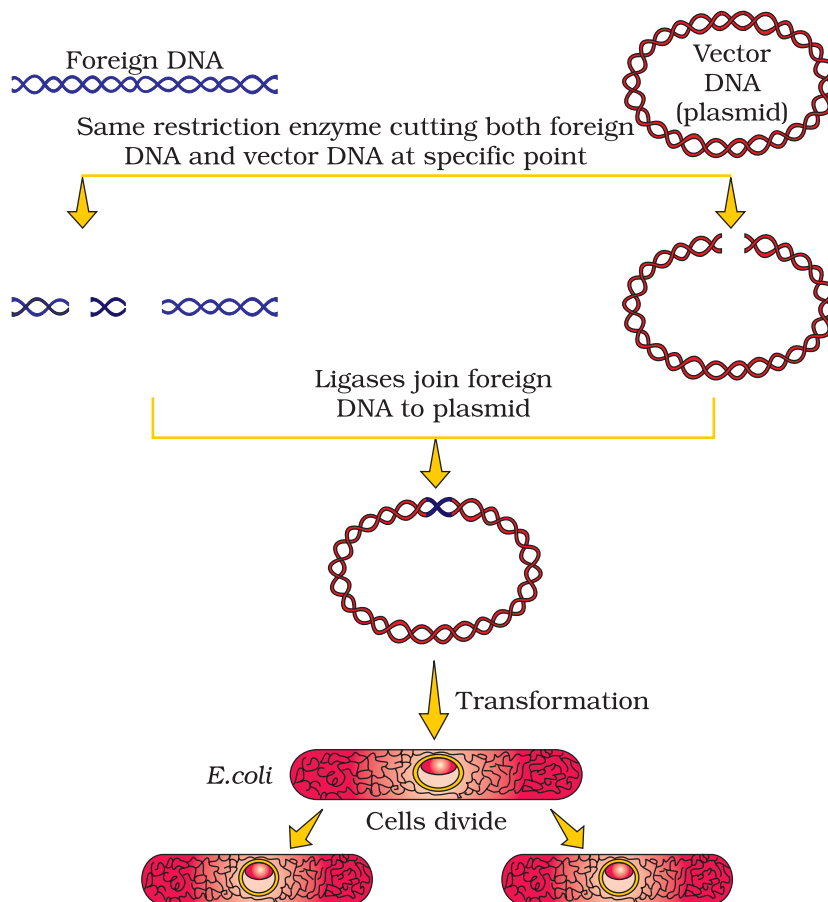 Foreign DNA
Vector
DNA
(plasmid)
Same restriction enzyme cutting both foreign
DNA and vector DNA at specific point
Ligases join foreign
DNA to plasmid
Transformation
E.coli
Cells divide